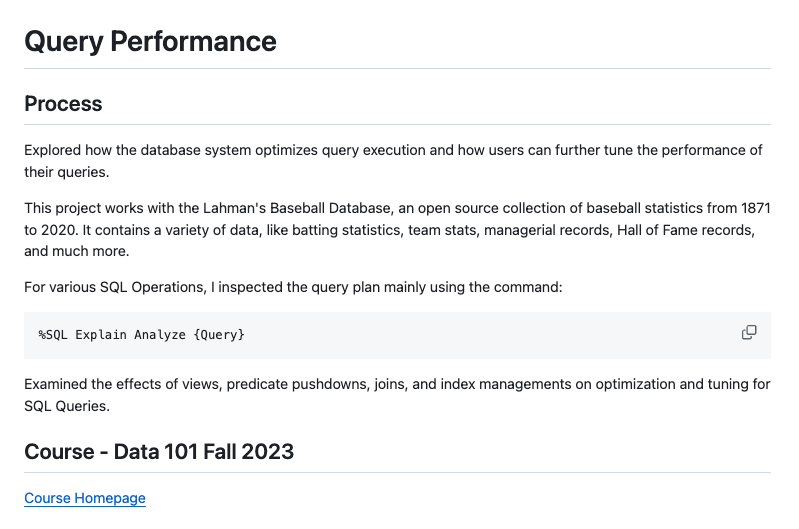 Query Performance
Process
Explored how the database system optimizes query execution and how users can further tune the performance of
their queries.
This project works with the Lahman's Baseball Database, an open source collection of baseball statistics from 1871
to 2020. It contains a variety of data, like batting statistics, team stats, managerial records, Hall of Fame records,
and much more.
For various SQL Operations, I inspected the query plan mainly using the command:
%SQL Explain Analyze {Query}
Examined the effects of views, predicate pushdowns, joins, and index managements on optimization and tuning for
SQL Queries.
Course - Data 101 Fall 2023
Course Homepage